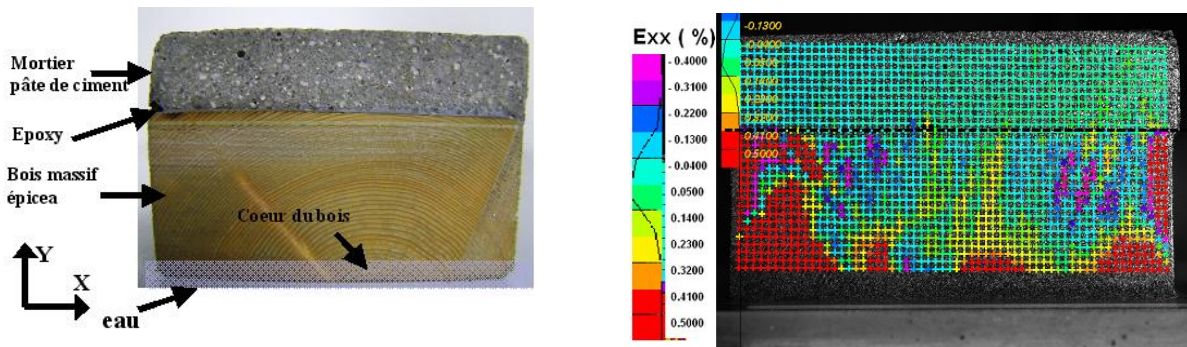 Mortier
pâte de ciment
Epoxy
Bois massif
épicea
Coeur du bois
Y
X
eau
Exx ( %)
- 0.4000
- 0.3100
- 0.2200
- 0.1300
- 0.0400
0.0500
0.1400
0.2300
0.3200
0.4100
0.5000
-0.1300
0.4100
0.5000